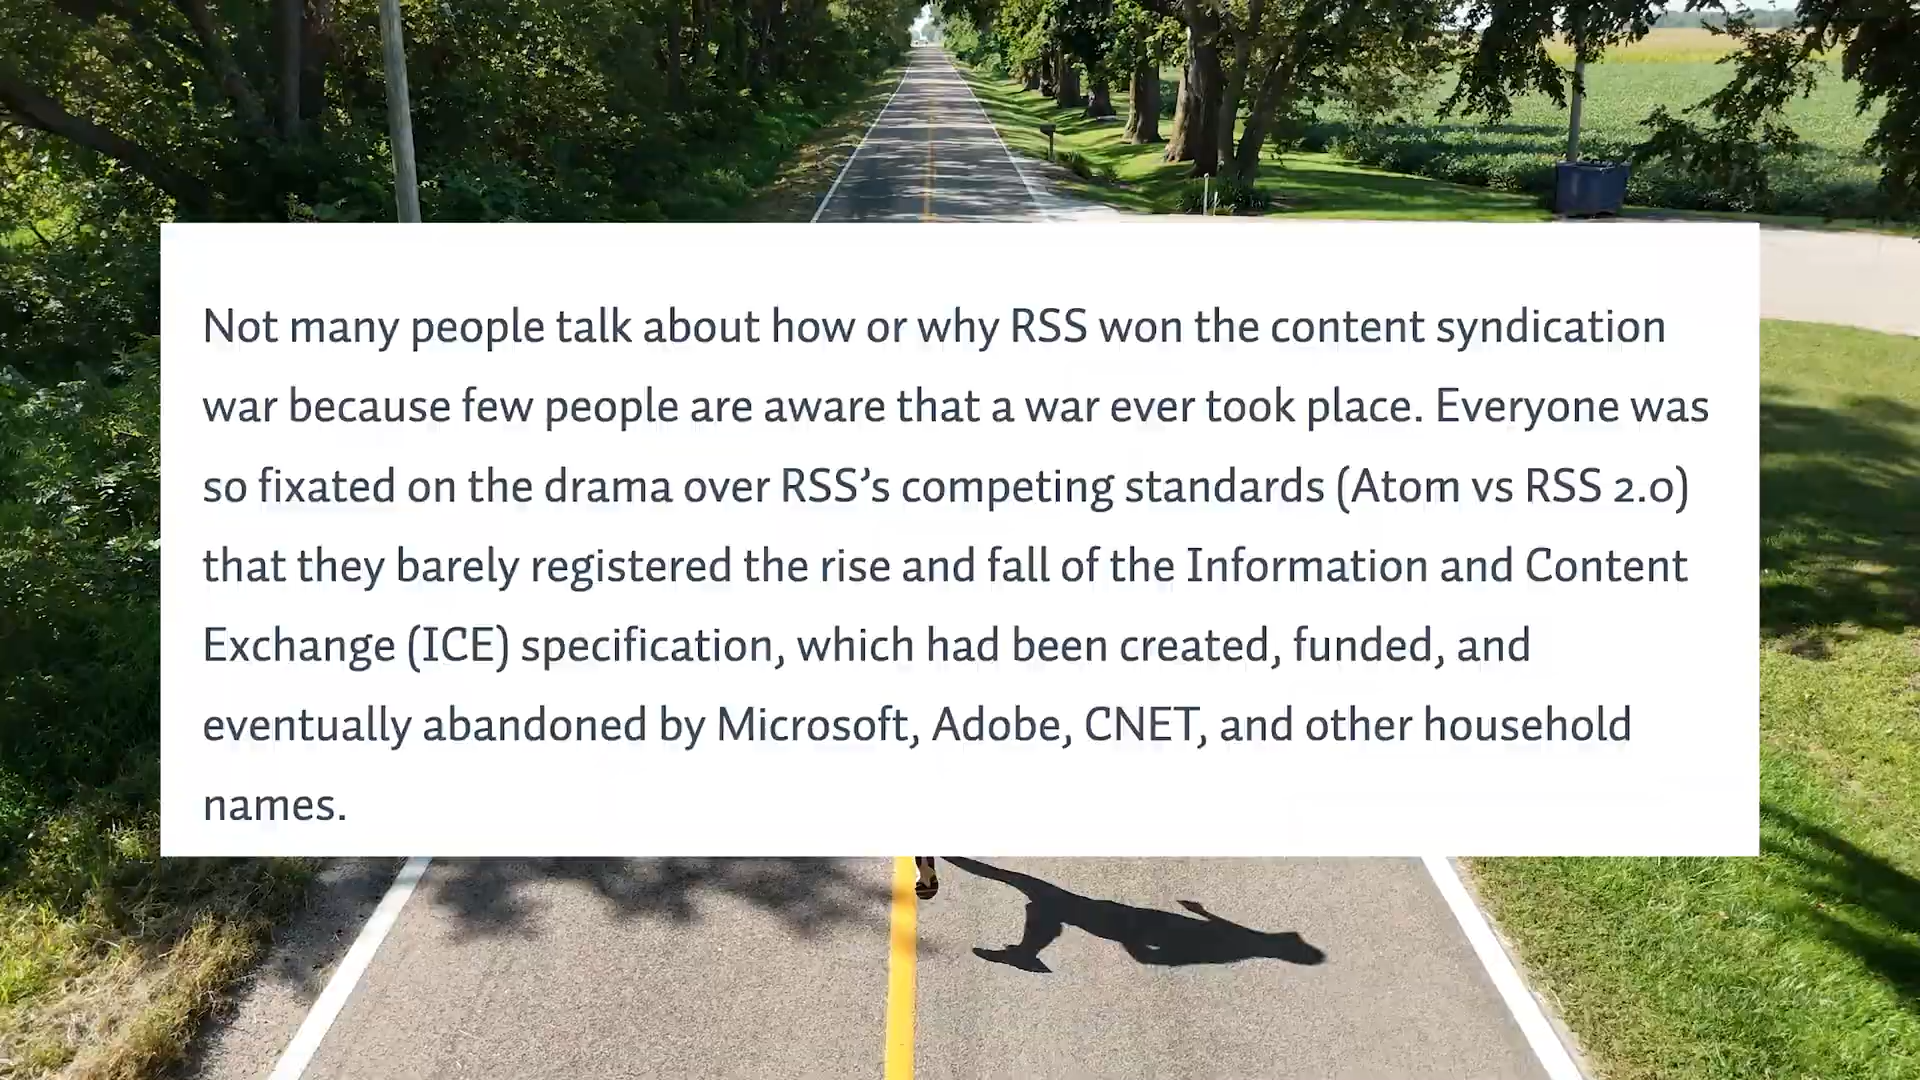 Not many people talk about how or why RSS won the content syndication
war because few people are aware that a war ever took place. Everyone was
so fixated on the drama over RSS’s competing standards (Atom vs RSS 2.0)
that they barely registered the rise and fall of the Information and Content
Exchange (ICE) specification, which had been created, funded, and
eventually abandoned by Microsoft, Adobe, CNET, and other household
names.